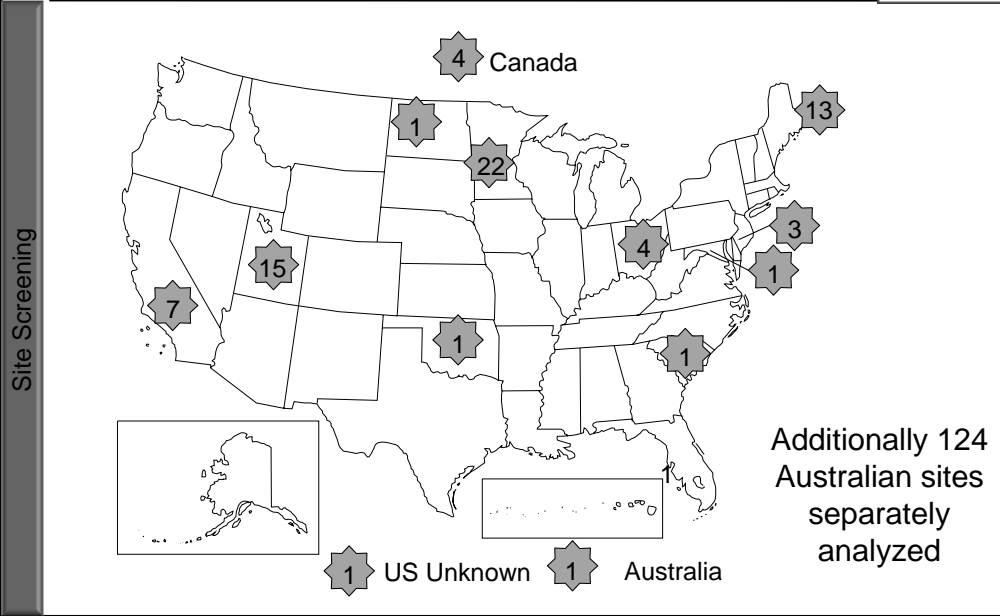 Site Screening
4 Canada
13
1
22
3
4
15
1
7
1
1
1
Additionally 124
Australian sites
separately
analyzed
1 US Unknown 1 Australia